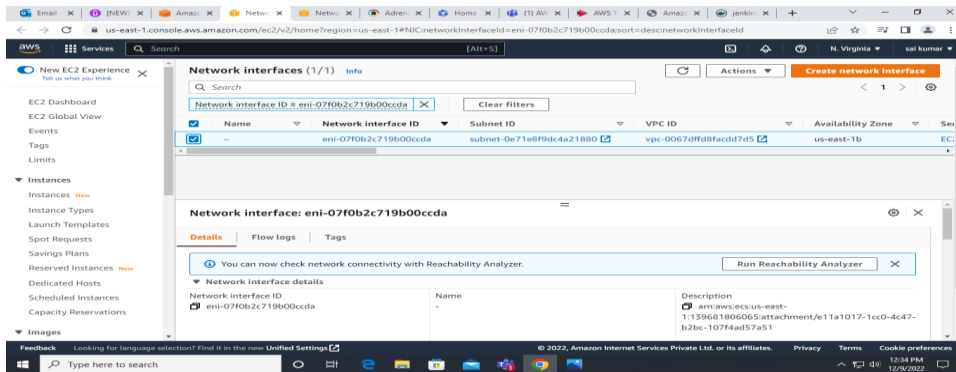 Email
[NEW]
Amaz
Netwo
Netwo
Adren
Home
(1) AW
AWS T
Amaz
jenkin
us-east-1.console.aws.amazon.com/ec2/v2/home?region=us-east-1#NIC:networkInterfaceId=eni-07f0b2c719b00ccda;sort=desc:networkInterfaceId
aws Services Search [Alt+S] N. Virginia sai kumar
New EC2 Experience
Tell us what you think
EC2 Dashboard
EC2 Global View
Events
Tags
Limits
Instances
Instances New
Instance Types
Launch Templates
Spot Requests
Savings Plans
Reserved Instances New
Dedicated Hosts
Scheduled Instances
Capacity Reservations
Images
Network interfaces (1/1) Info
Actions
Create network interface
Search
1
Network interface ID = eni-07f0b2c719b00ccda
Clear filters
Name Network interface ID Subnet ID VPC ID Availability Zone Sec
– eni-07f0b2c719b00ccda subnet-0e71e8f9dc4a21880 vpc-0067dffd8facdd7d5 us-east-1b EC
Network interface: eni-07f0b2c719b00ccda
Details Flow logs Tags
You can now check network connectivity with Reachability Analyzer.
Run Reachability Analyzer
Network interface details
Network interface ID
eni-07f0b2c719b00ccda
Name
-
Description
arn:aws:ecs:us-east-
1:139681806065:attachment/e11a1017-1cc0-4c47-
b2bc-107f4ad57a51
Feedback Looking for language selection? Find it in the new Unified Settings © 2022, Amazon Internet Services Private Ltd. or its affiliates. Privacy Terms Cookie preferences
Type here to search
12:34 PM
12/9/2022